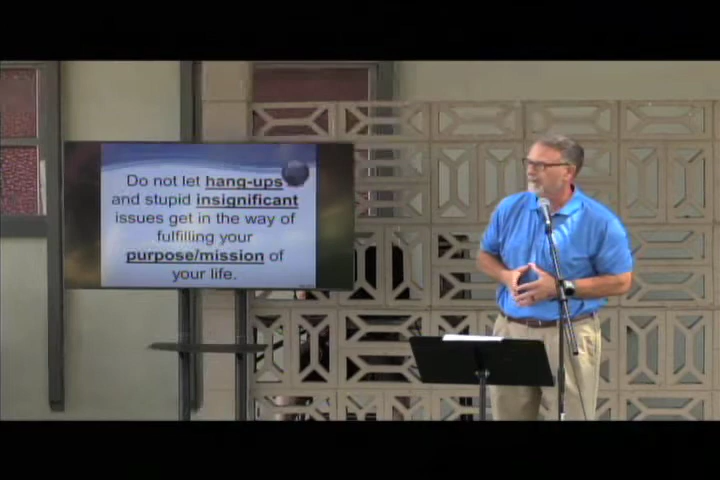 Do not let hang-ups
and stupid insignificant
issues get in the way of
fulfilling your
purpose/mission of
your life.